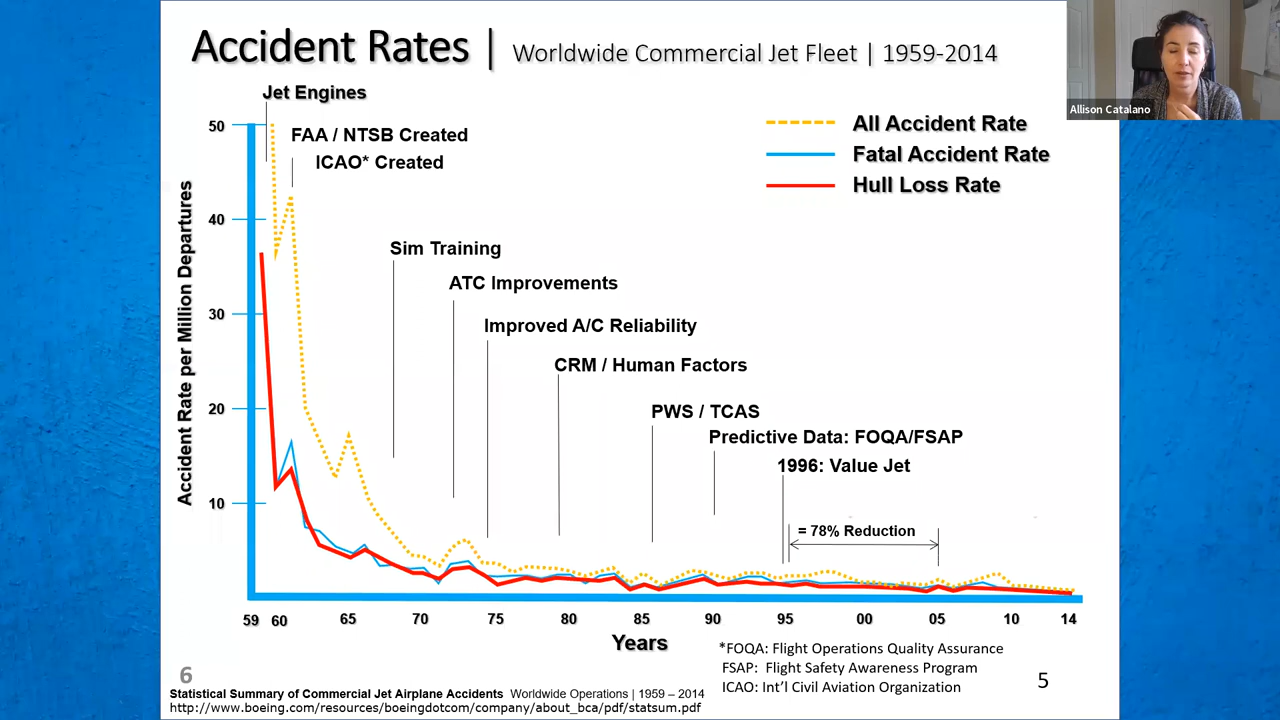 Accident Rates | Worldwide Commercial Jet Fleet | 1959-2014
Allison Catalano
Jet Engines
FAA / NTSB Created
ICAO* Created
All Accident Rate
Fatal Accident Rate
Hull Loss Rate
Sim Training
ATC Improvements
Improved A/C Reliability
CRM / Human Factors
PWS / TCAS
Predictive Data: FOQA/FSAP
1996: Value Jet
= 78% Reduction
Accident Rate per Million Departures
50
40
30
20
10
59 60 65 70 75 80 85 90 95 00 05 10 14
Years
*FOQA: Flight Operations Quality Assurance
FSAP: Flight Safety Awareness Program
ICAO: Int'l Civil Aviation Organization
6
5
Statistical Summary of Commercial Jet Airplane Accidents Worldwide Operations | 1959 – 2014
http://www.boeing.com/resources/boeingdotcom/company/about_bca/pdf/statsum.pdf